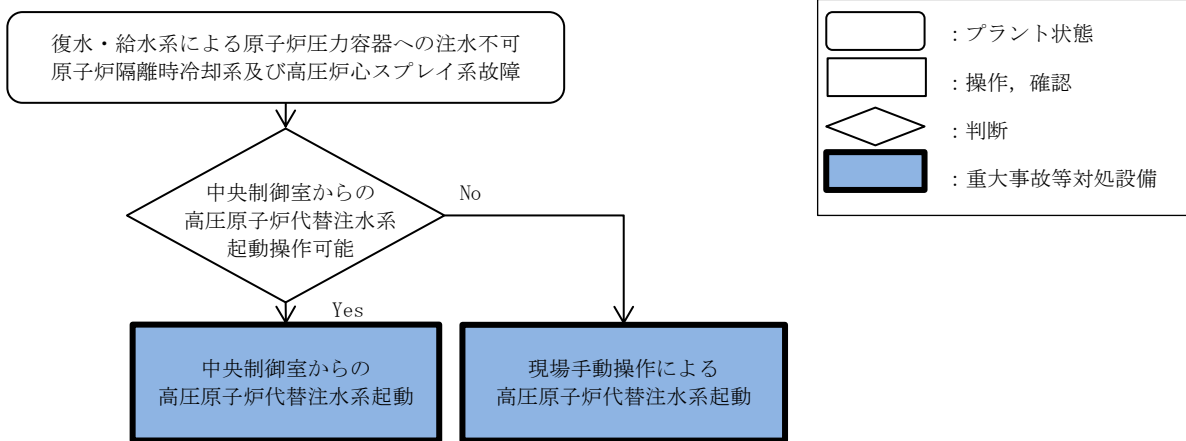 復水・給水系による原子炉圧力容器への注水不可
原子炉隔離時冷却系及び高圧炉心スプレイ系故障
中央制御室からの
高圧原子炉代替注水系
起動操作可能
No
Yes
中央制御室からの
高圧原子炉代替注水系起動
現場手動操作による
高圧原子炉代替注水系起動
：プラント状態
：操作，確認
：判断
：重大事故等対処設備